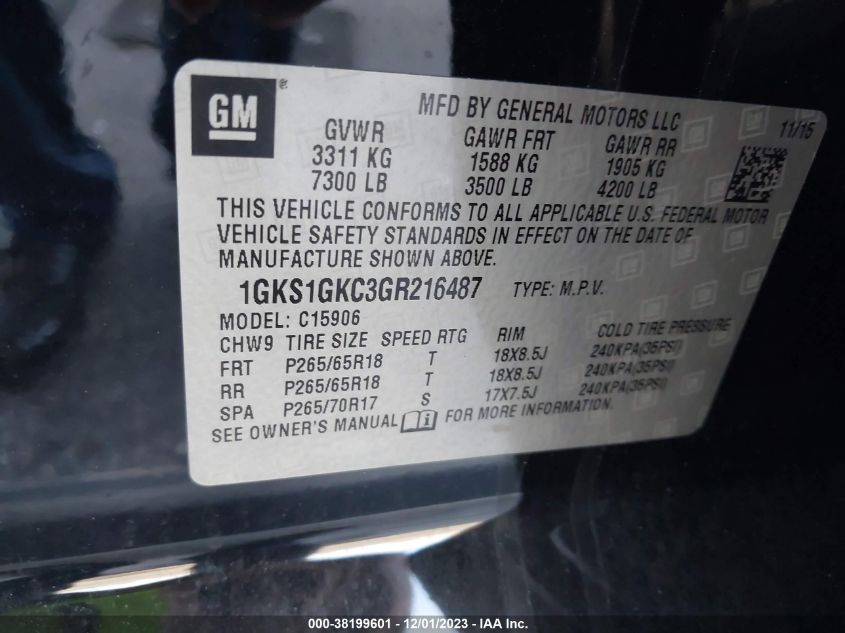 GM
MFD BY GENERAL MOTORS LLC
11/15
GVWR GAWR FRT GAWR RR
3311 KG 1588 KG 1905 KG
7300 LB 3500 LB 4200 LB
THIS VEHICLE CONFORMS TO ALL APPLICABLE U.S. FEDERAL MOTOR
VEHICLE SAFETY STANDARDS IN EFFECT ON THE DATE OF
MANUFACTURE SHOWN ABOVE.
1GKS1GKC3GR216487 TYPE: M.P.V.
MODEL: C15906
CHW9 TIRE SIZE SPEED RTG RIM COLD TIRE PRESSURE
FRT P265/65R18 T 18X8.5J 240KPA(35PSI)
RR P265/65R18 T 18X8.5J 240KPA(35PSI)
SPA P265/70R17 S 17X7.5J 240KPA(35PSI)
SEE OWNER'S MANUAL FOR MORE INFORMATION.
000-38199601 - 12/01/2023 - IAA Inc.